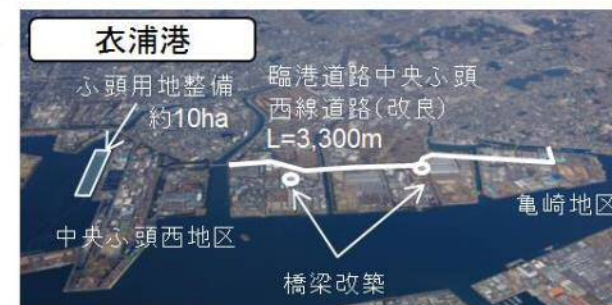 衣浦港
ふ頭用地整備
約10ha
臨港道路中央ふ頭
西線道路(改良)
L=3,300m
中央ふ頭西地区
亀崎地区
橋梁改築